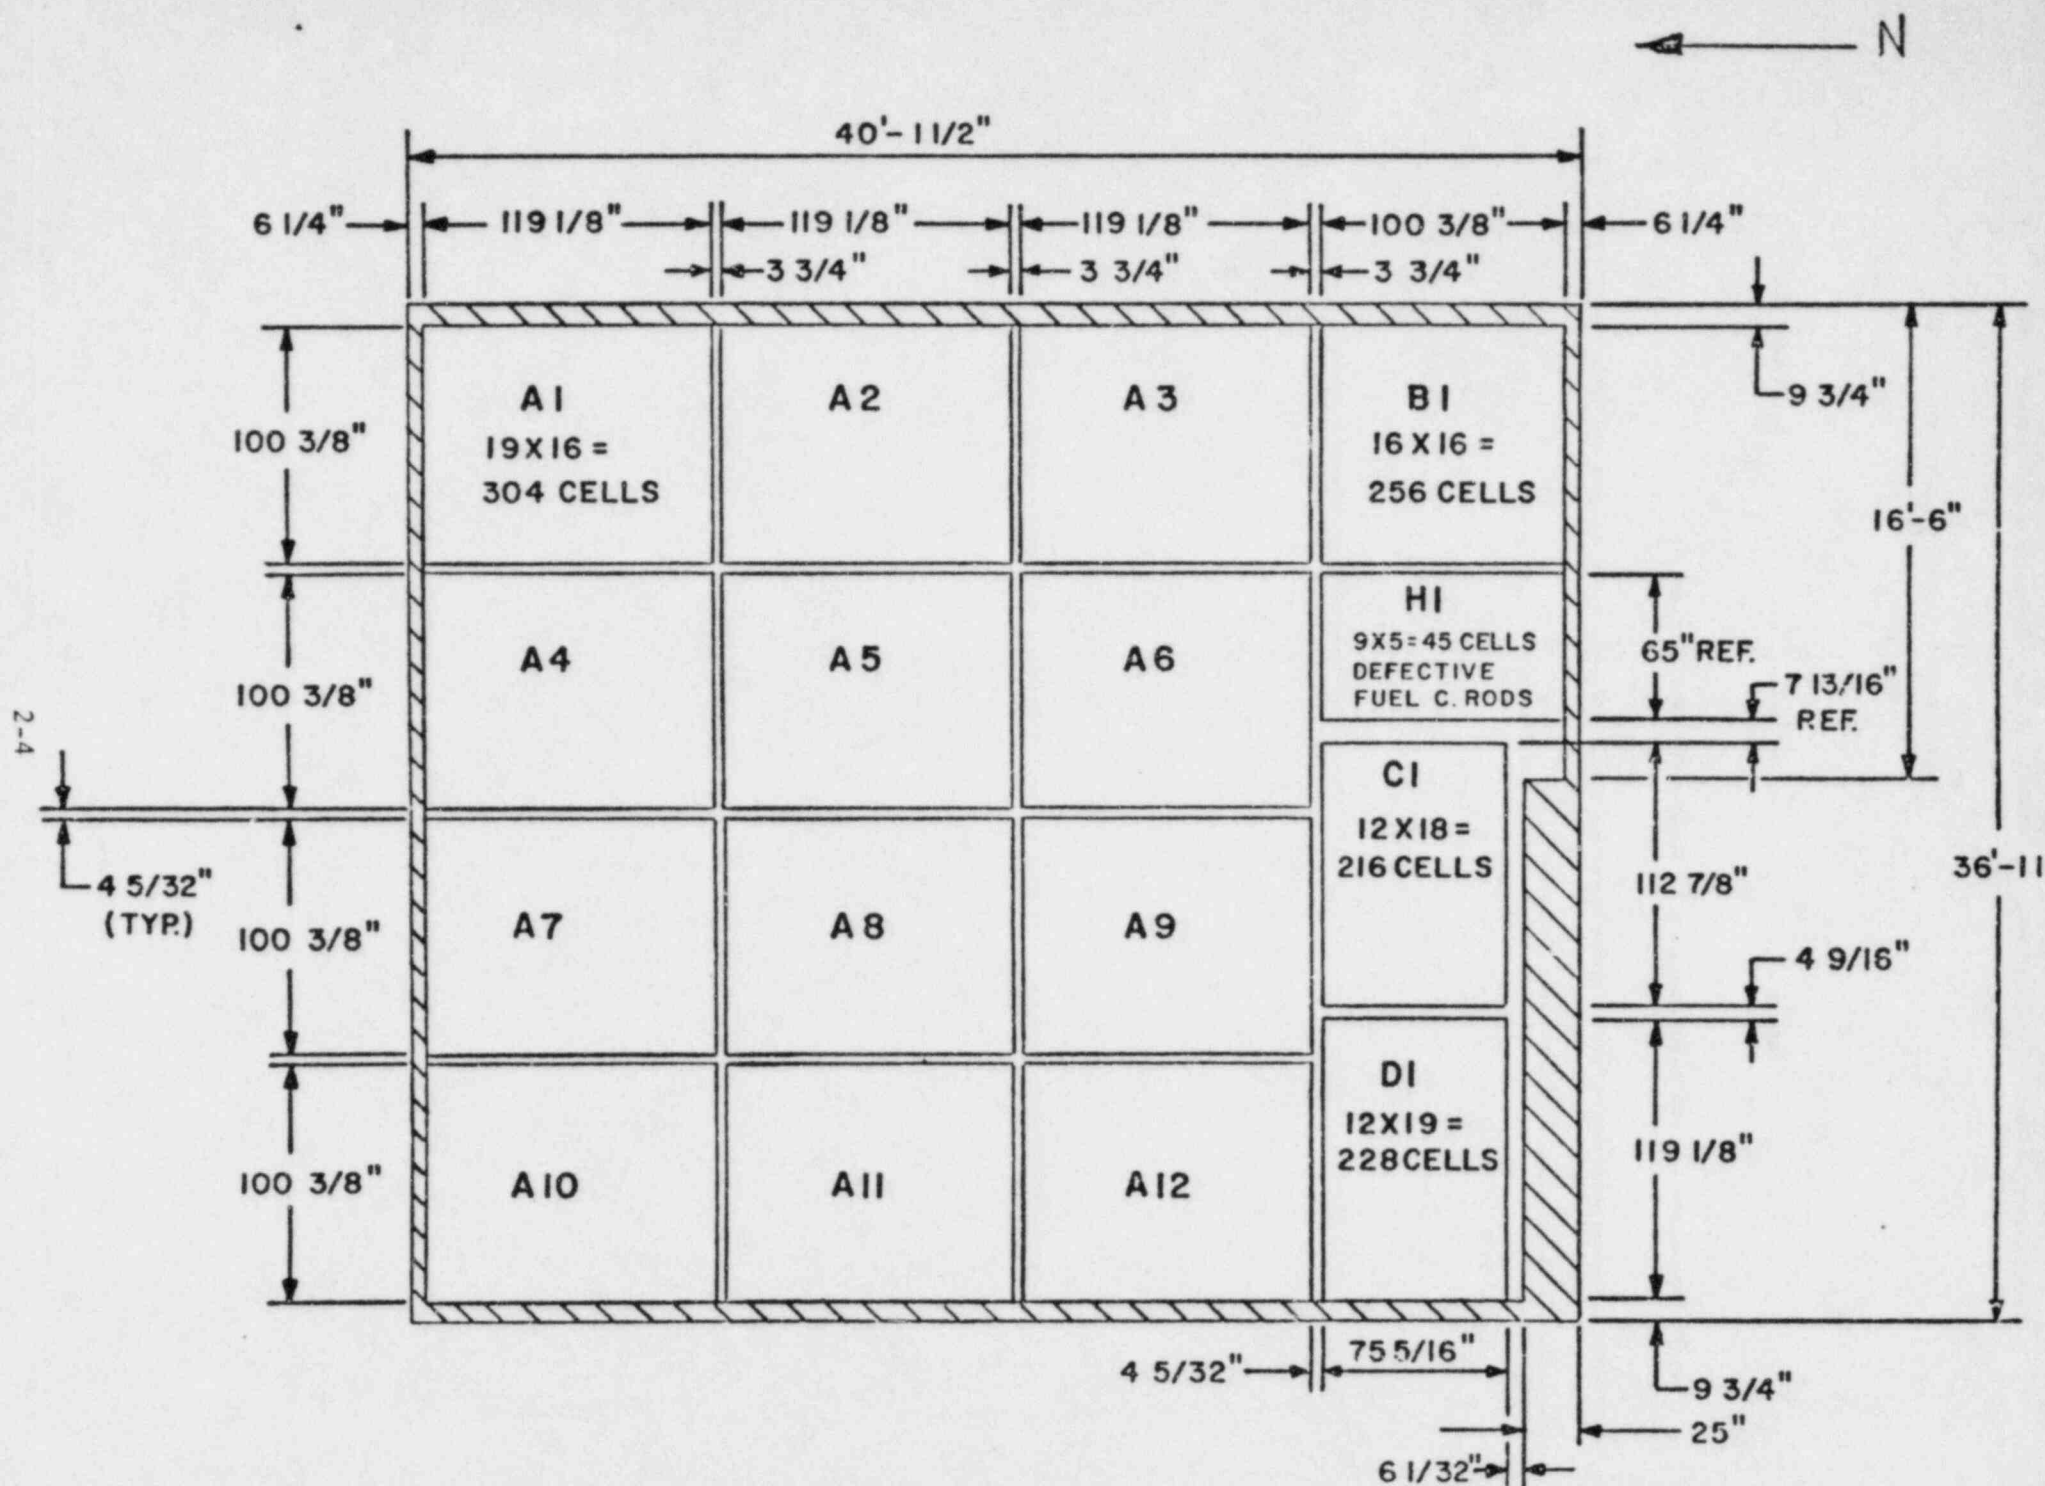 N
40'-1 1/2"
6 1/4" 119 1/8" 119 1/8" 119 1/8" 100 3/8" 6 1/4"
3 3/4" 3 3/4" 3 3/4"
9 3/4"
100 3/8"
A1
19X16=
304 CELLS
A2
A3
B1
16X16=
256 CELLS
16'-6"
36'-11
100 3/8"
A4
A5
A6
H1
9X5=45 CELLS
DEFECTIVE
FUEL C. RODS
65" REF.
7 13/16"
REF.
2-4
4 5/32"
(TYP.)
100 3/8"
A7
A8
A9
C1
12X18=
216 CELLS
112 7/8"
4 9/16"
100 3/8"
A10
A11
A12
D1
12X19=
228 CELLS
119 1/8"
4 5/32" 75 5/16"
9 3/4"
25"
6 1/32"